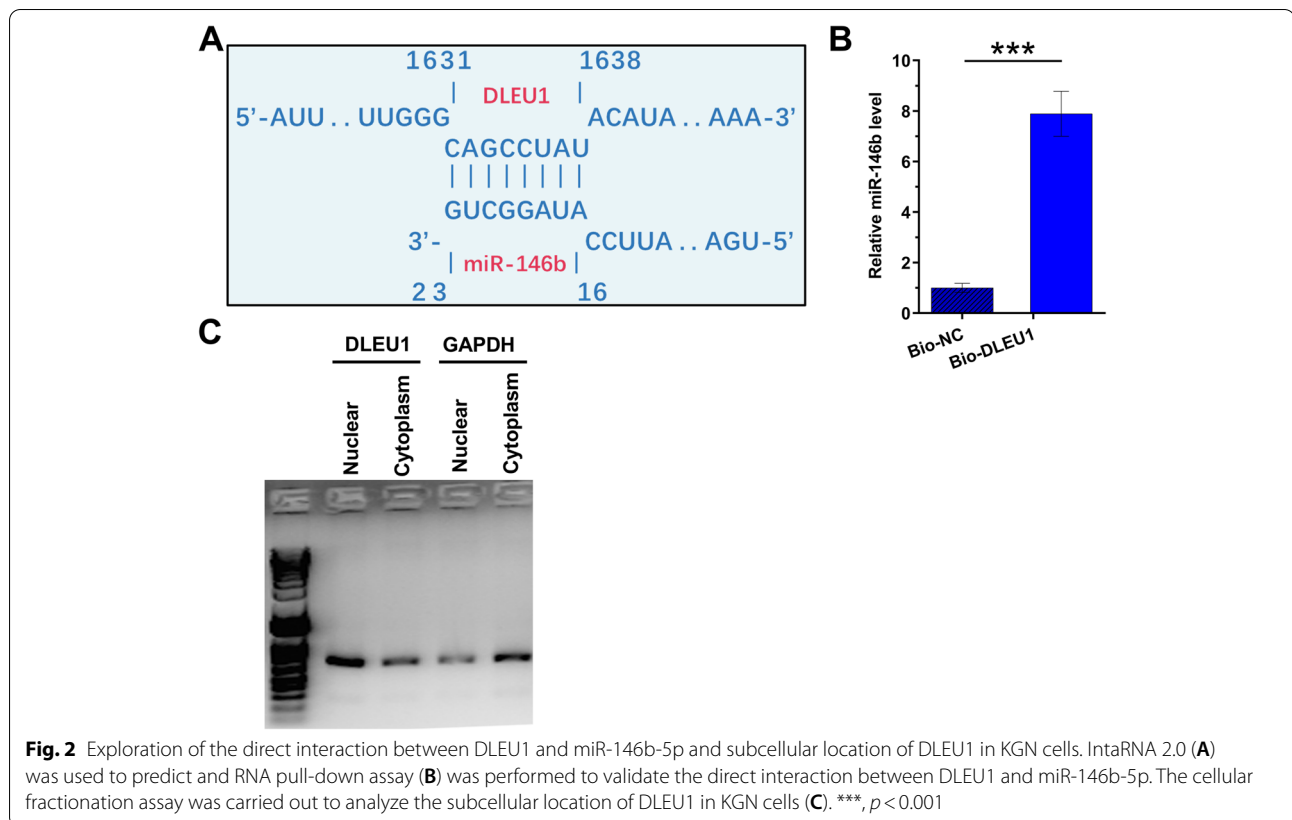 A
1631 1638
DLEU1
5’-AUU . . UUGGG ACAUA . . AAA-3’
CAGCCUAU
GUCGGAUA
3’- CCUUA . . AGU-5’
miR-146b
23 16
B
***
Relative miR-146b level
10
8
6
4
2
0
Bio-NC
Bio-DLEU1
C
DLEU1 GAPDH
Nuclear
Cytoplasm
Nuclear
Cytoplasm
Fig. 2 Exploration of the direct interaction between DLEU1 and miR-146b-5p and subcellular location of DLEU1 in KGN cells. IntaRNA 2.0 (A)
was used to predict and RNA pull-down assay (B) was performed to validate the direct interaction between DLEU1 and miR-146b-5p. The cellular
fractionation assay was carried out to analyze the subcellular location of DLEU1 in KGN cells (C). ***, p < 0.001